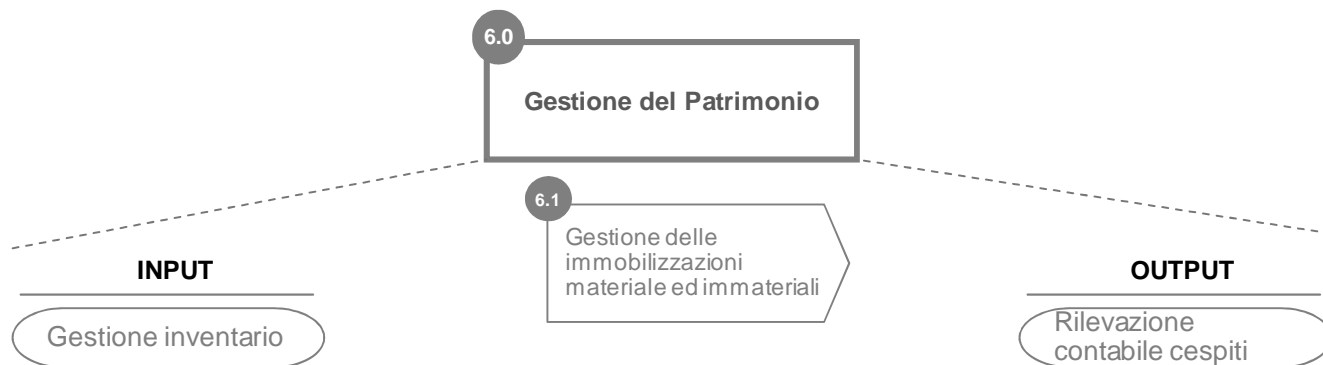 6.0
Gestione del Patrimonio
6.1
Gestione delle
immobilizzazioni
materiale ed immateriali
INPUT
Gestione inventario
OUTPUT
Rilevazione
contabile cespiti